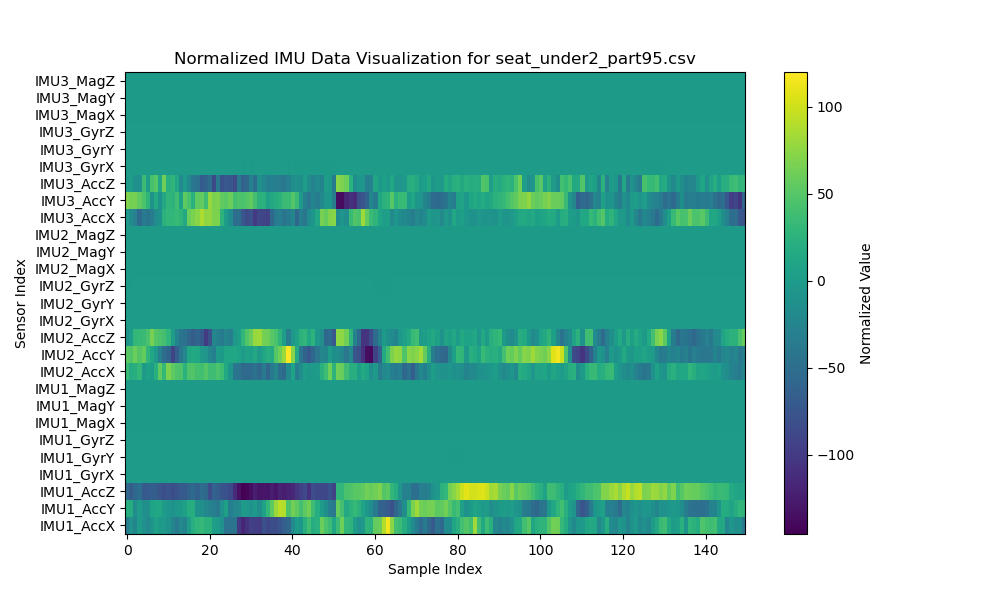 Normalized IMU Data Visualization for seat_under2_part95.csv
IMU3_MagZ
IMU3_MagY
IMU3_MagX
IMU3_GyrZ
IMU3_GyrY
IMU3_GyrX
IMU3_AccZ
IMU3_AccY
IMU3_AccX
IMU2_MagZ
IMU2_MagY
IMU2_MagX
IMU2_GyrZ
IMU2_GyrY
IMU2_GyrX
IMU2_AccZ
IMU2_AccY
IMU2_AccX
IMU1_MagZ
IMU1_MagY
IMU1_MagX
IMU1_GyrZ
IMU1_GyrY
IMU1_GyrX
IMU1_AccZ
IMU1_AccY
IMU1_AccX
Sensor Index
0 20 40 60 80 100 120 140
Sample Index
100
50
0
−50
−100
Normalized Value